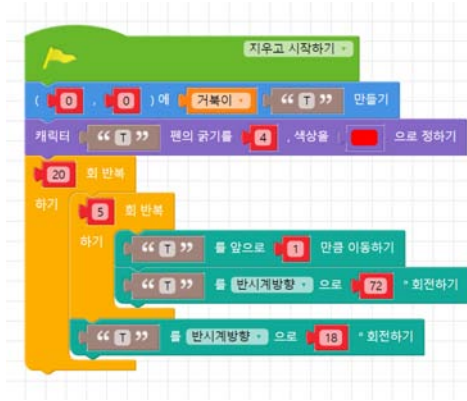 지우고 시작하기
( 0 , 0 ) 에 거북이 “ T ” 만들기
캐릭터 “ T ” 펜의 굵기를 4 , 색상을 으로 정하기
20 회 반복
하기 5 회 반복
하기 “ T ” 를 앞으로 1 만큼 이동하기
“ T ” 를 반시계방향 으로 72 ° 회전하기
“ T ” 를 반시계방향 으로 18 ° 회전하기